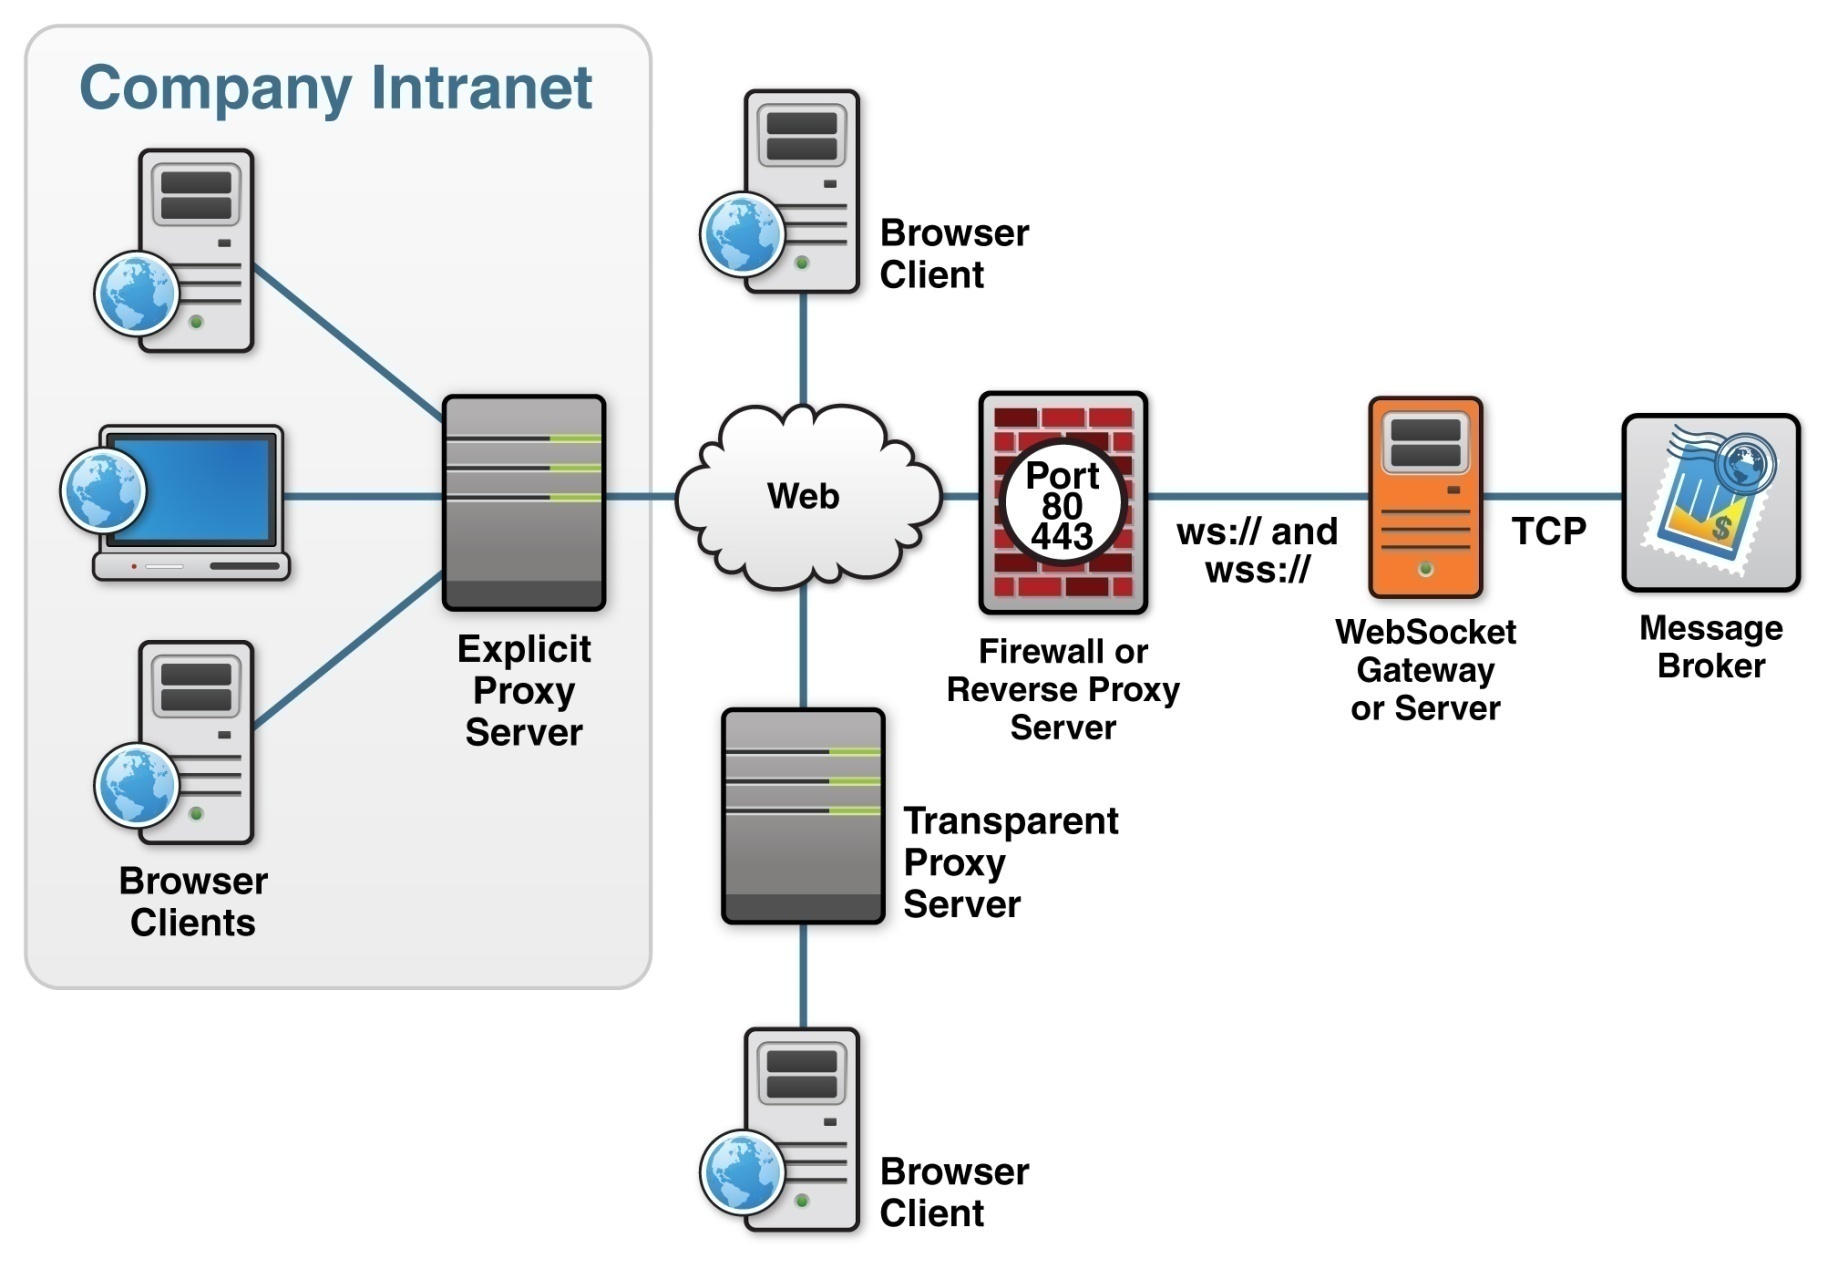 Company Intranet
Browser
Client
Web
Port
80
443
ws:// and
wss://
TCP
$
Explicit
Proxy
Server
Firewall or
Reverse Proxy
Server
WebSocket
Gateway
or Server
Message
Broker
Transparent
Proxy
Server
Browser
Clients
Browser
Client